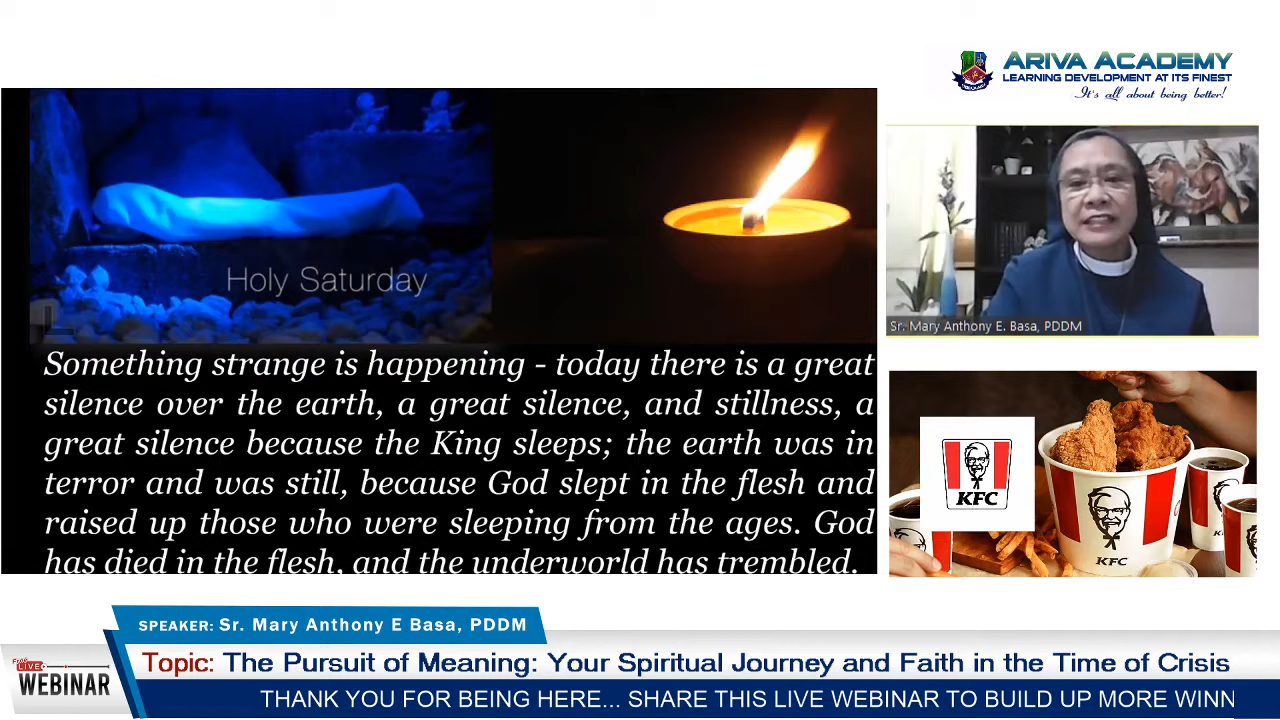 ARIVA ACADEMY
LEARNING DEVELOPMENT AT ITS FINEST
It's all about being better!
Holy Saturday
Something strange is happening - today there is a great
silence over the earth, a great silence, and stillness, a
great silence because the King sleeps; the earth was in
terror and was still, because God slept in the flesh and
raised up those who were sleeping from the ages. God
has died in the flesh, and the underworld has trembled.
Sr. Mary Anthony E. Basa, PDDM
KFC
KFC
SPEAKER: Sr. Mary Anthony E Basa, PDDM
Topic: The Pursuit of Meaning: Your Spiritual Journey and Faith in the Time of Crisis
Free
LIVE
WEBINAR
THANK YOU FOR BEING HERE... SHARE THIS LIVE WEBINAR TO BUILD UP MORE WINN